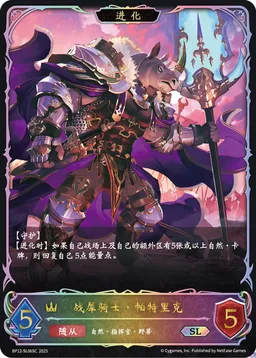 进化
【守护】
【进化时】如果自己战场上及自己的额外区有5张或以上自然·卡
牌，则回复自己5点能量点。
战犀骑士·帕特里克
5
随从
自然·指挥官·野兽
SL
5
EP12-SL06SC 2025
© Cygames, Inc. Published by NetEase Games